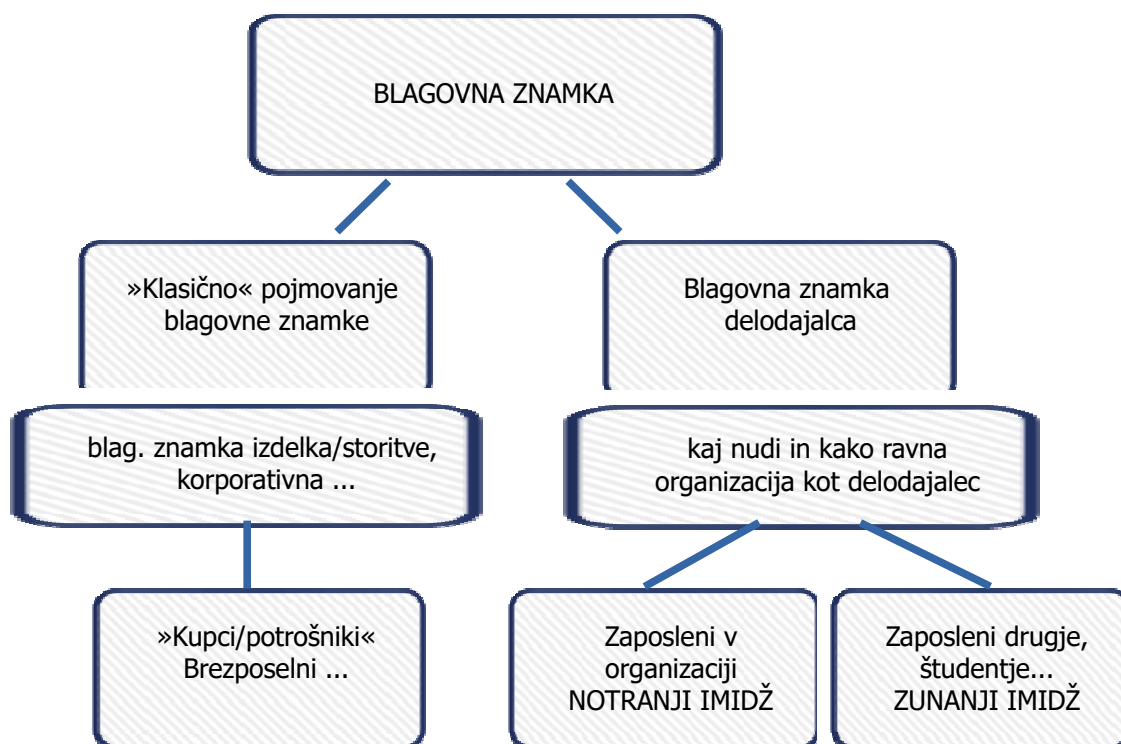 BLAGOVNA ZNAMKA
»Klasično« pojmovanje
blagovne znamke
Blagovna znamka
delodajalca
blag. znamka izdelka/storitve,
korporativna ...
kaj nudi in kako ravna
organizacija kot delodajalec
»Kupci/potrošniki«
Brezposelni ...
Zaposleni v
organizaciji
NOTRANJI IMIDŽ
Zaposleni drugje,
študentje...
ZUNANJI IMIDŽ